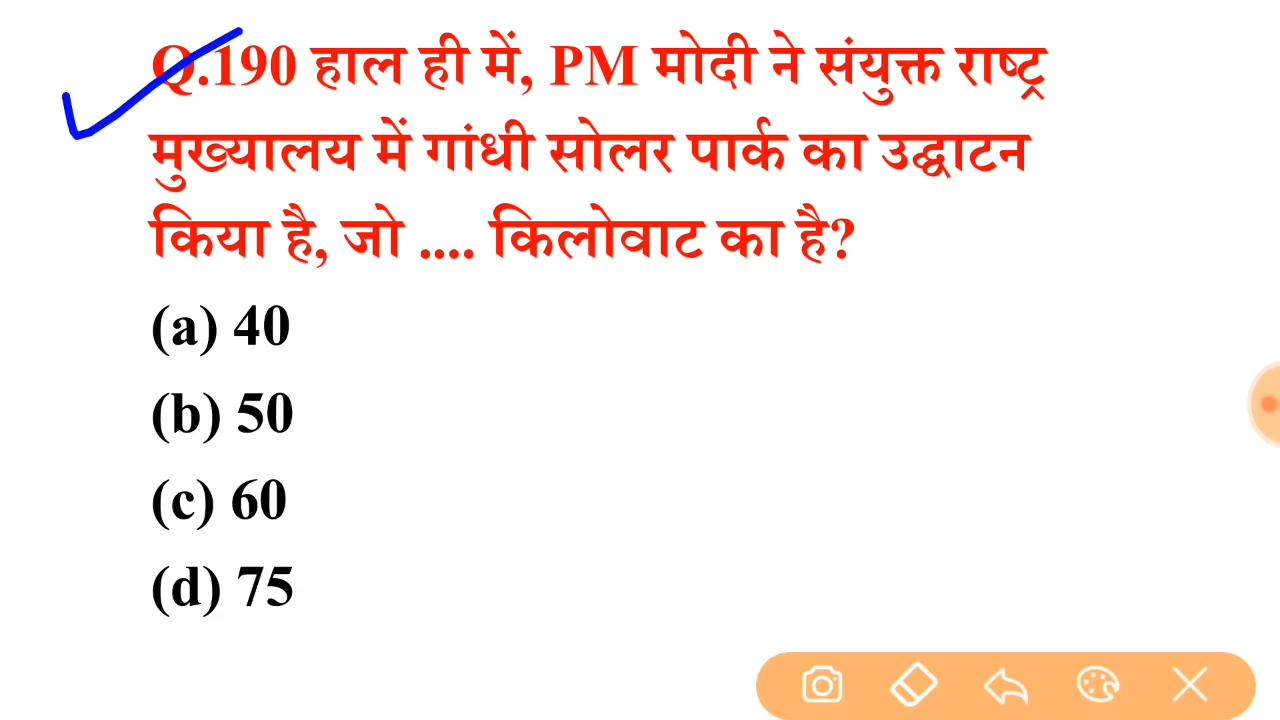 Q.190 हाल ही में, PM मोदी ने संयुक्त राष्ट्र
मुख्यालय में गांधी सोलर पार्क का उद्घाटन
किया है, जो .... किलोवाट का है?
(a) 40
(b) 50
(c) 60
(d) 75